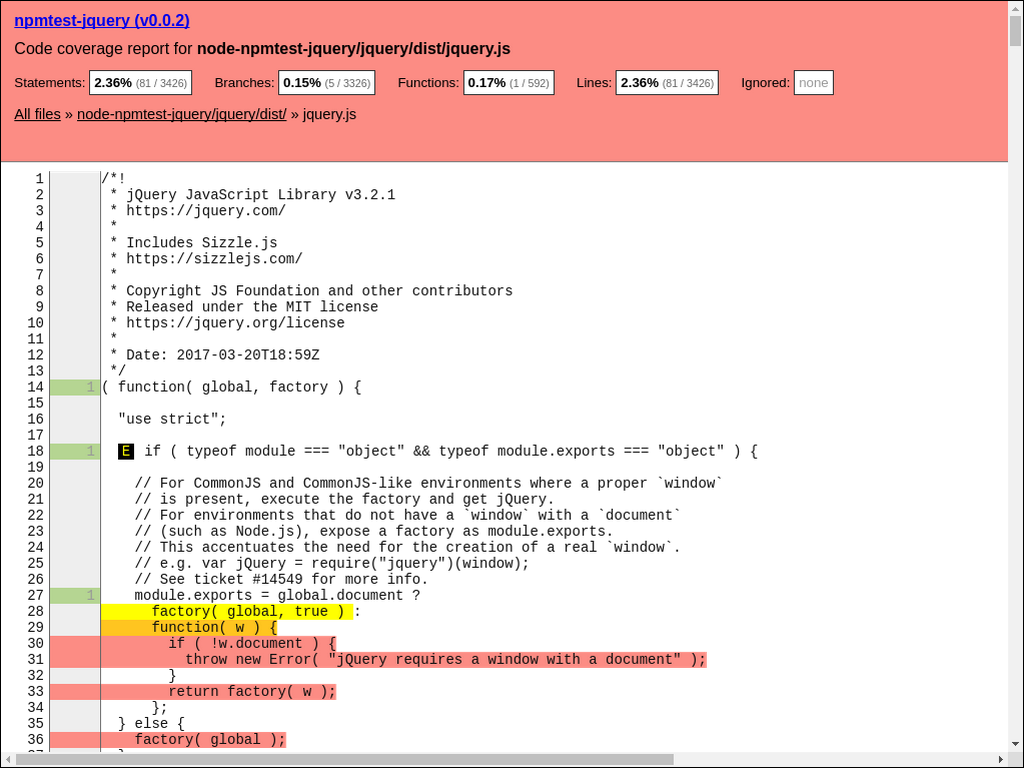 npmtest-jquery (v0.0.2)
Code coverage report for node-npmtest-jquery/jquery/dist/jquery.js
Statements: 2.36% (81 / 3426) Branches: 0.15% (5 / 3326) Functions: 0.17% (1 / 592) Lines: 2.36% (81 / 3426) Ignored: none
All files » node-npmtest-jquery/jquery/dist/ » jquery.js
1 /*!
2 * jQuery JavaScript Library v3.2.1
3 * https://jquery.com/
4 *
5 * Includes Sizzle.js
6 * https://sizzlejs.com/
7 *
8 * Copyright JS Foundation and other contributors
9 * Released under the MIT license
10 * https://jquery.org/license
11 *
12 * Date: 2017-03-20T18:59Z
13 */
14 1 ( function( global, factory ) {
15
16 "use strict";
17
18 1 E if ( typeof module === "object" && typeof module.exports === "object" ) {
19
20 // For CommonJS and CommonJS-like environments where a proper `window`
21 // is present, execute the factory and get jQuery.
22 // For environments that do not have a `window` with a `document`
23 // (such as Node.js), expose a factory as module.exports.
24 // This accentuates the need for the creation of a real `window`.
25 // e.g. var jQuery = require("jquery")(window);
26 // See ticket #14549 for more info.
27 1 module.exports = global.document ?
28 factory( global, true ) :
29 function( w ) {
30 if ( !w.document ) {
31 throw new Error( "jQuery requires a window with a document" );
32 }
33 return factory( w );
34 };
35 } else {
36 factory( global );